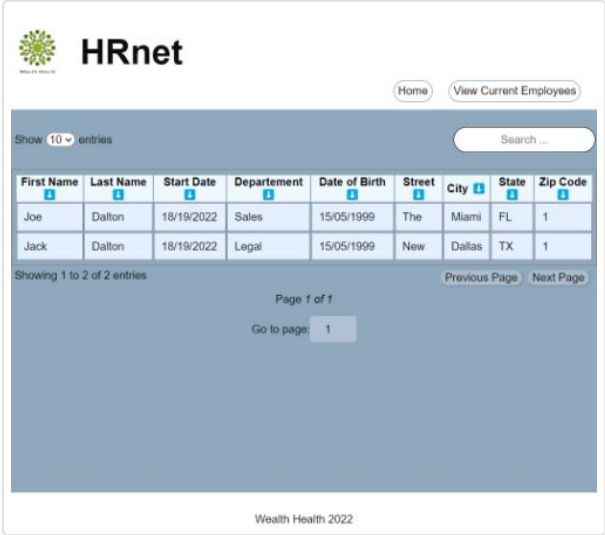 HRnet
WEALTH HEALTH
Home View Current Employees
Show 10 entries Search ...
First Name Last Name Start Date Departement Date of Birth Street City State Zip Code
Joe Dalton 18/19/2022 Sales 15/05/1999 The Miami FL 1
Jack Dalton 18/19/2022 Legal 15/05/1999 New Dallas TX 1
Showing 1 to 2 of 2 entries Previous Page Next Page
Page 1 of 1
Go to page: 1
Wealth Health 2022